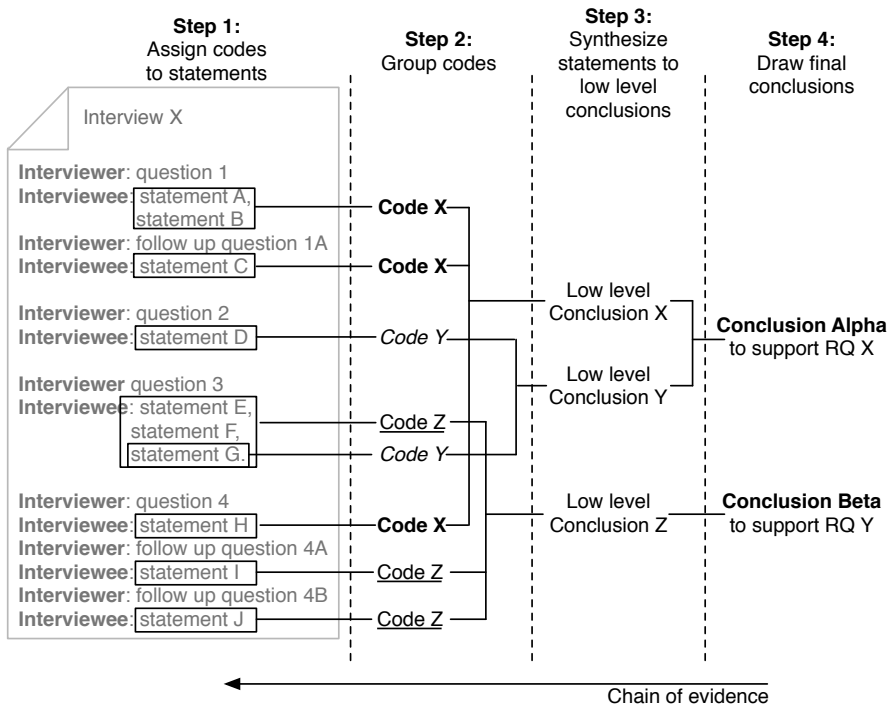 Step 1:
Assign codes
to statements
Step 2:
Group codes
Step 3:
Synthesize
statements to
low level
conclusions
Step 4:
Draw final
conclusions
Interview X
Interviewer: question 1
Interviewee: statement A,
statement B
Interviewer: follow up question 1A
Interviewee: statement C
Interviewer: question 2
Interviewee: statement D
Interviewer question 3
Interviewee: statement E,
statement F,
statement G.
Interviewer: question 4
Interviewee: statement H
Interviewer: follow up question 4A
Interviewee: statement I
Interviewer: follow up question 4B
Interviewee: statement J
Code X
Code X
Code Y
Code Z
Code Y
Code X
Code Z
Code Z
Low level
Conclusion X
Low level
Conclusion Y
Low level
Conclusion Z
Conclusion Alpha
to support RQ X
Conclusion Beta
to support RQ Y
Chain of evidence